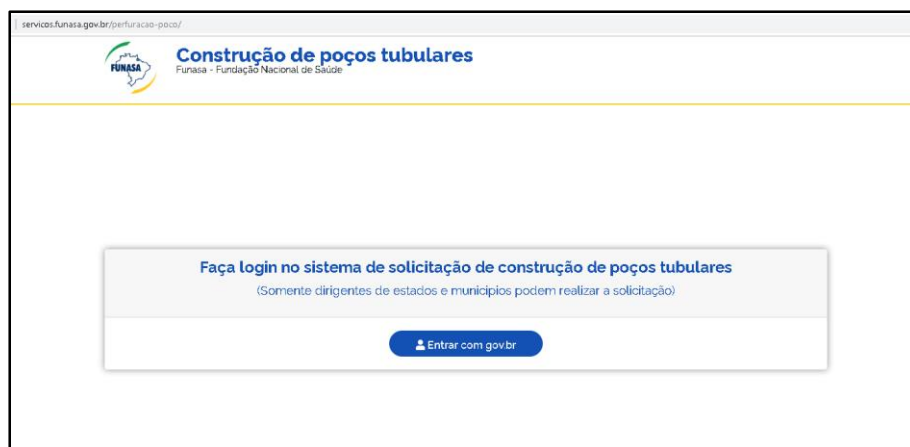 servicos.funasa.gov.br/perfuracao-poco/
FUNASA
Construção de poços tubulares
Funasa - Fundação Nacional de Saúde
Faça login no sistema de solicitação de construção de poços tubulares
(Somente dirigentes de estados e municipios podem realizar a solicitação)
Entrar com gov.br